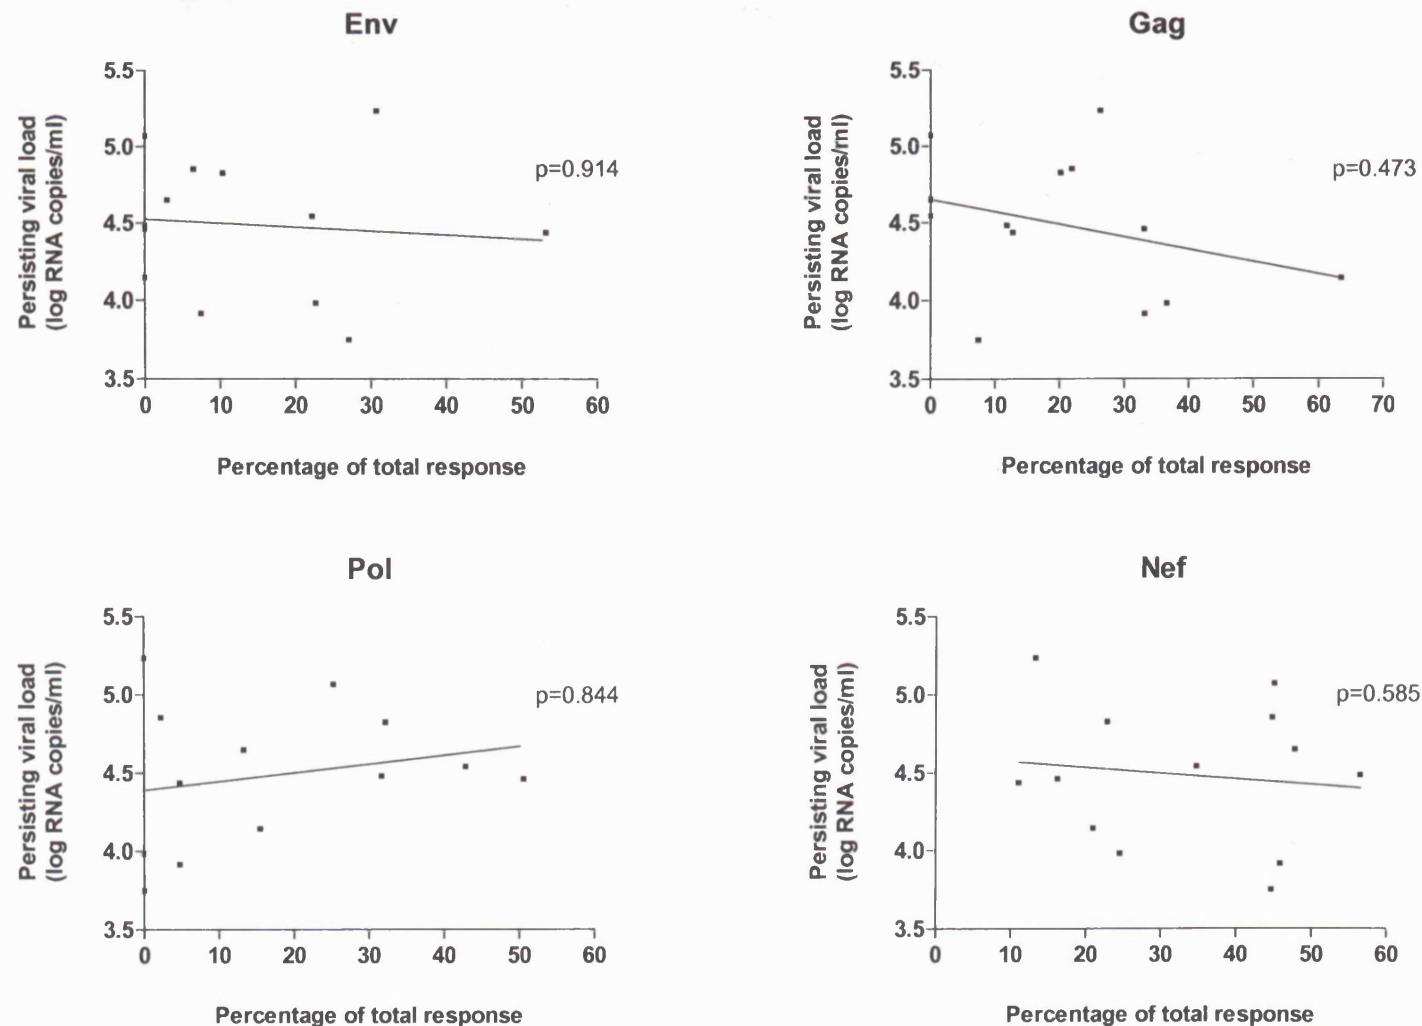 Env
Persisting viral load
(log RNA copies/ml)
5.5
5.0
4.5
4.0
3.5
p=0.914
0 10 20 30 40 50 60
Percentage of total response
Gag
Persisting viral load
(log RNA copies/ml)
5.5
5.0
4.5
4.0
3.5
p=0.473
0 10 20 30 40 50 60 70
Percentage of total response
Pol
Persisting viral load
(log RNA copies/ml)
5.5
5.0
4.5
4.0
3.5
p=0.844
0 10 20 30 40 50 60
Percentage of total response
Nef
Persisting viral load
(log RNA copies/ml)
5.5
5.0
4.5
4.0
3.5
p=0.585
0 10 20 30 40 50 60
Percentage of total response